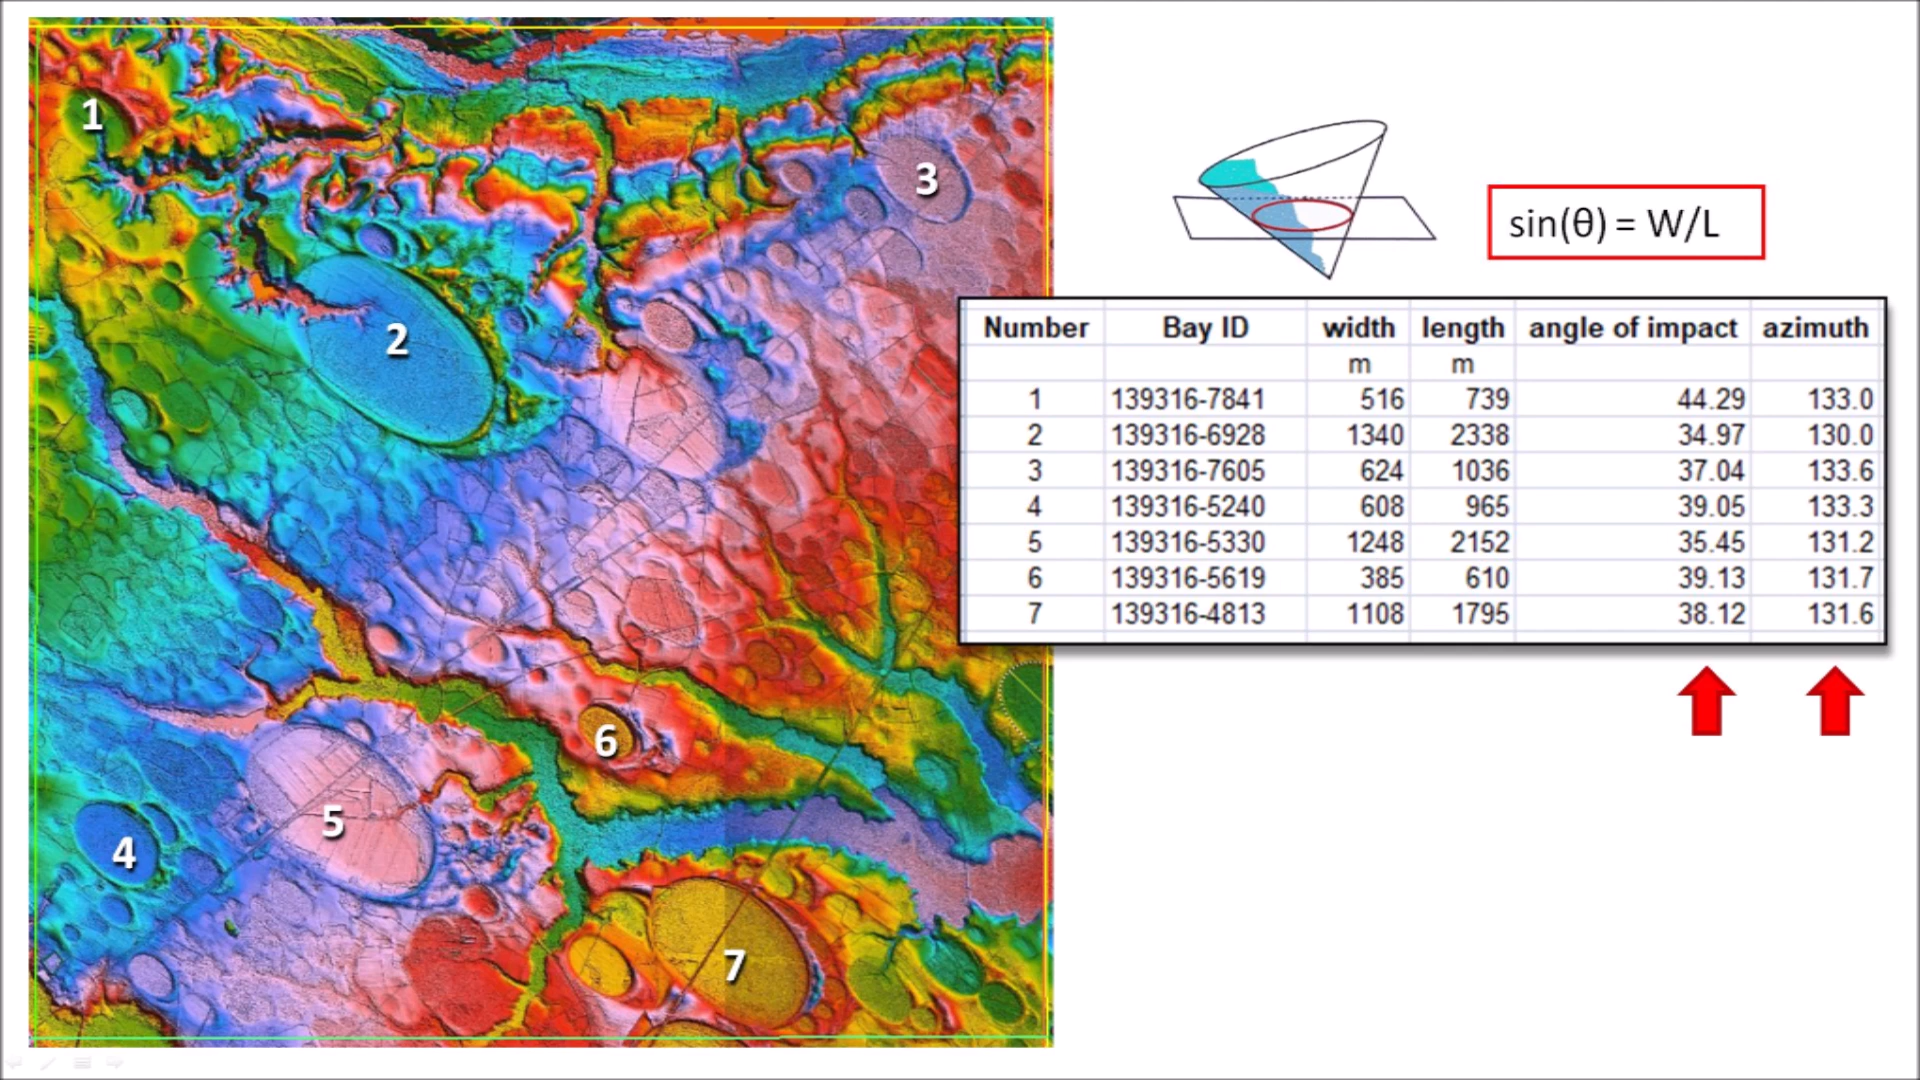 1
2
3
4
5
6
7
sin(θ) = W/L
Number Bay ID width length angle of impact azimuth
m m
1 139316-7841 516 739 44.29 133.0
2 139316-6928 1340 2338 34.97 130.0
3 139316-7605 624 1036 37.04 133.6
4 139316-5240 608 965 39.05 133.3
5 139316-5330 1248 2152 35.45 131.2
6 139316-5619 385 610 39.13 131.7
7 139316-4813 1108 1795 38.12 131.6